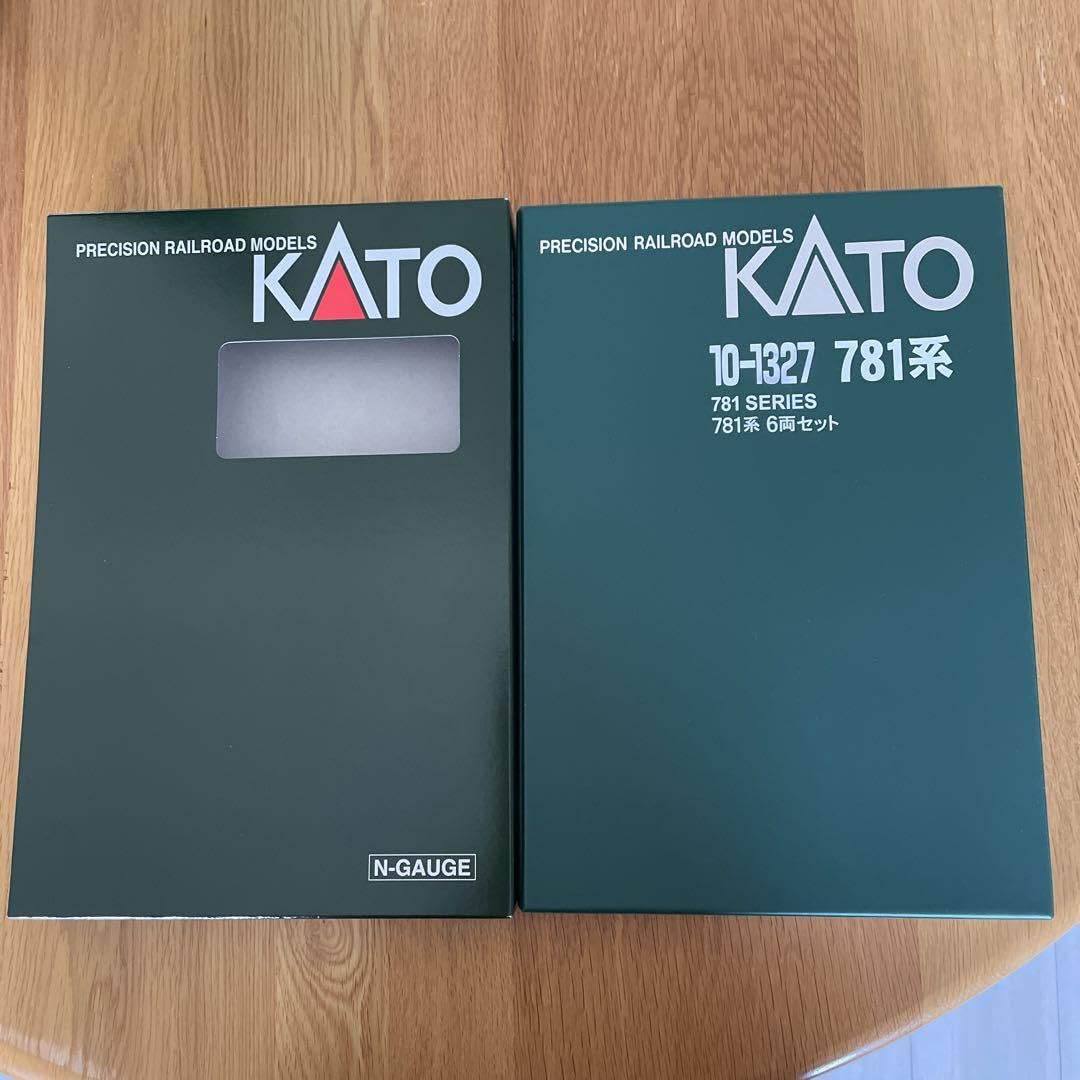 PRECISION RAILROAD MODELS
KATO
N-GAUGE
PRECISION RAILROAD MODELS
KATO
10-1327 781系
781 SERIES
781系 6両セット